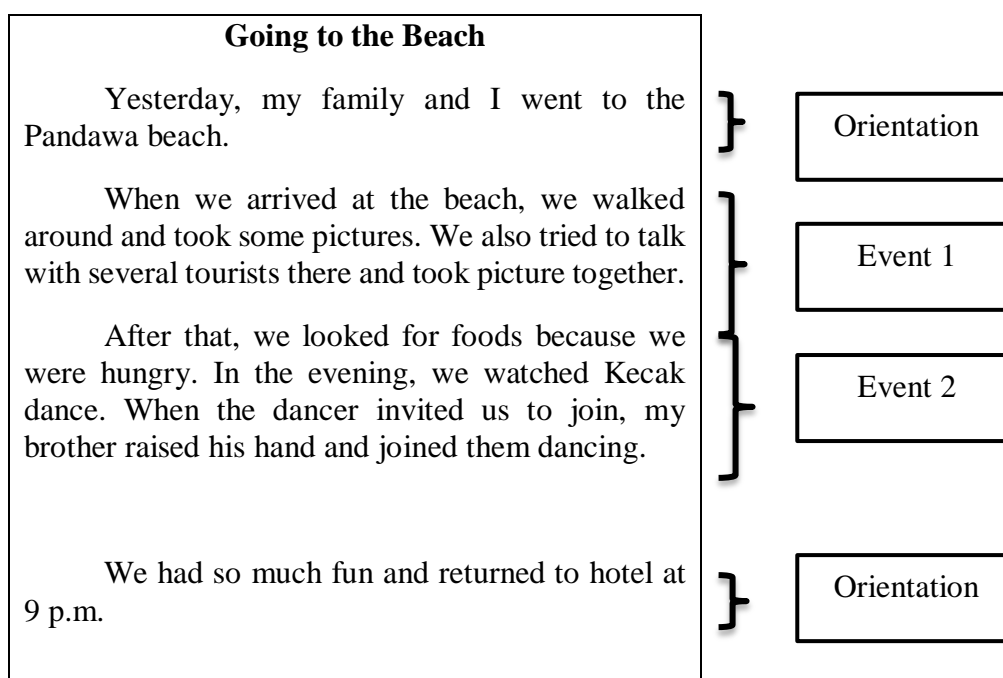 Going to the Beach
Yesterday, my family and I went to the
Pandawa beach.
Orientation
When we arrived at the beach, we walked
around and took some pictures. We also tried to talk
with several tourists there and took picture together.
Event 1
After that, we looked for foods because we
were hungry. In the evening, we watched Kecak
dance. When the dancer invited us to join, my
brother raised his hand and joined them dancing.
Event 2
We had so much fun and returned to hotel at
9 p.m.
Orientation